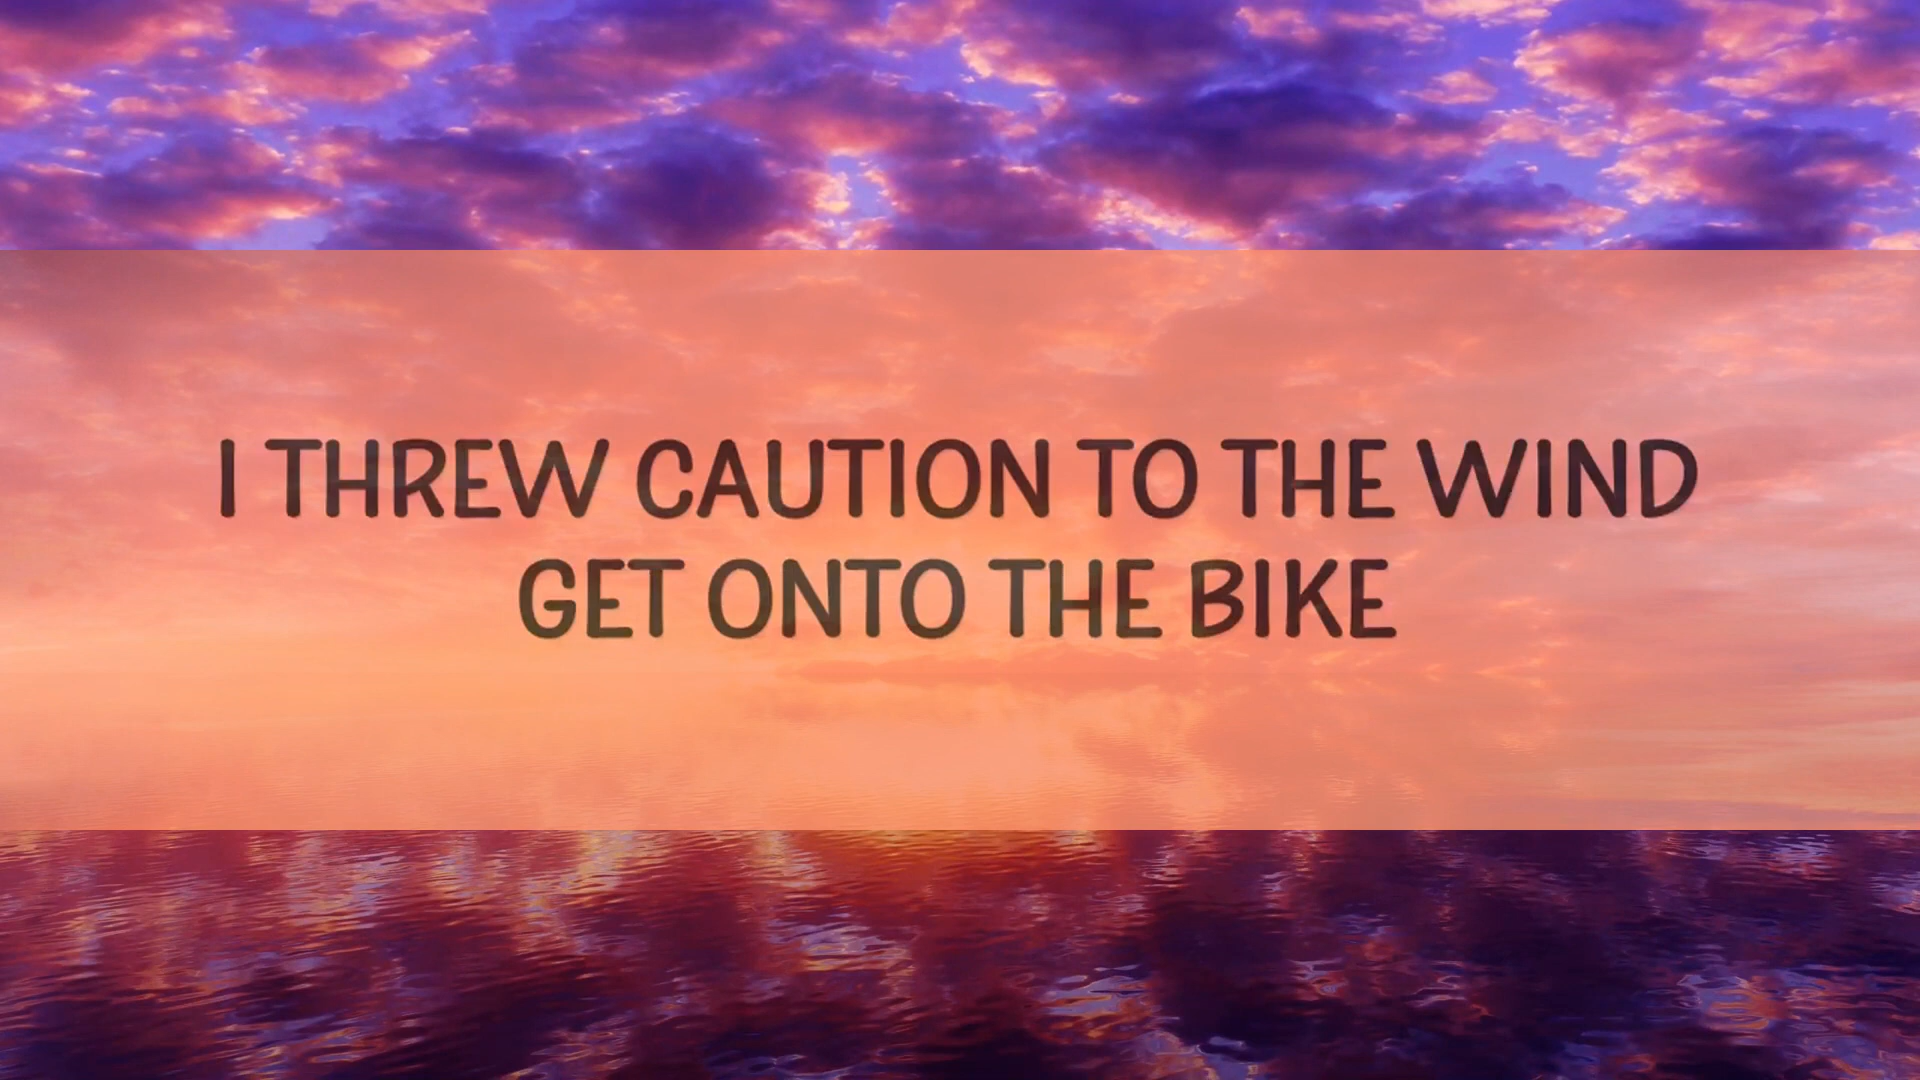 I THREW CAUTION TO THE WIND
GET ONTO THE BIKE